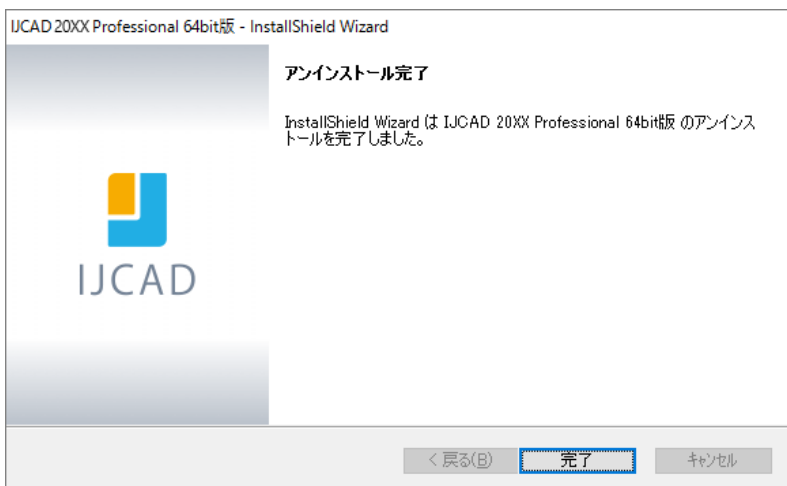 IJCAD 20XX Professional 64bit版 - InstallShield Wizard
アンインストール完了
InstallShield Wizard は IJCAD 20XX Professional 64bit版 のアンインス
トールを完了しました。
IJCAD
< 戻る(B)
完了
キャンセル